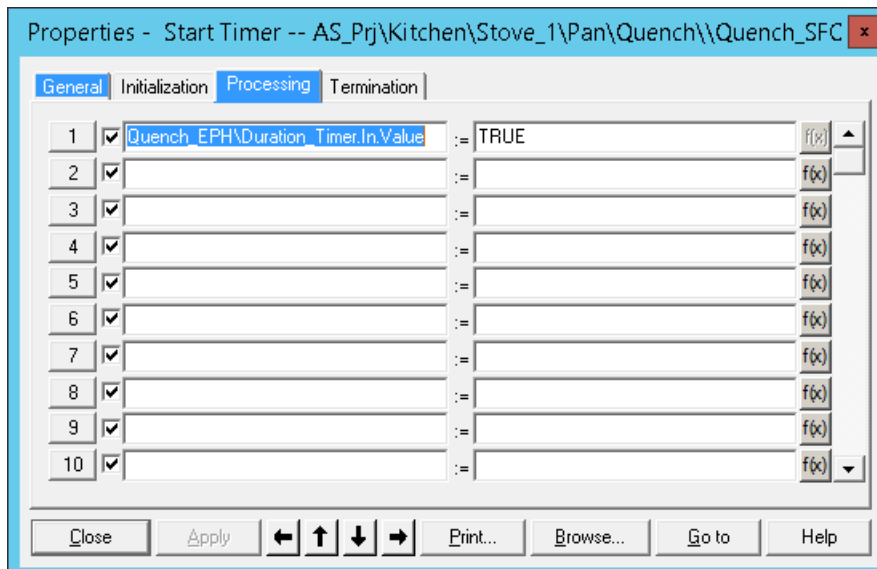 Properties -  Start Timer -- AS_Prj\Kitchen\Stove_1\Pan\Quench\\Quench_SFC x
General Initialization Processing Termination
1 Quench_EPH\Duration_Timer.In.Value := TRUE f(x)
2 := f(x)
3 := f(x)
4 := f(x)
5 := f(x)
6 := f(x)
7 := f(x)
8 := f(x)
9 := f(x)
10 := f(x)
Close Apply Print... Browse... Go to Help